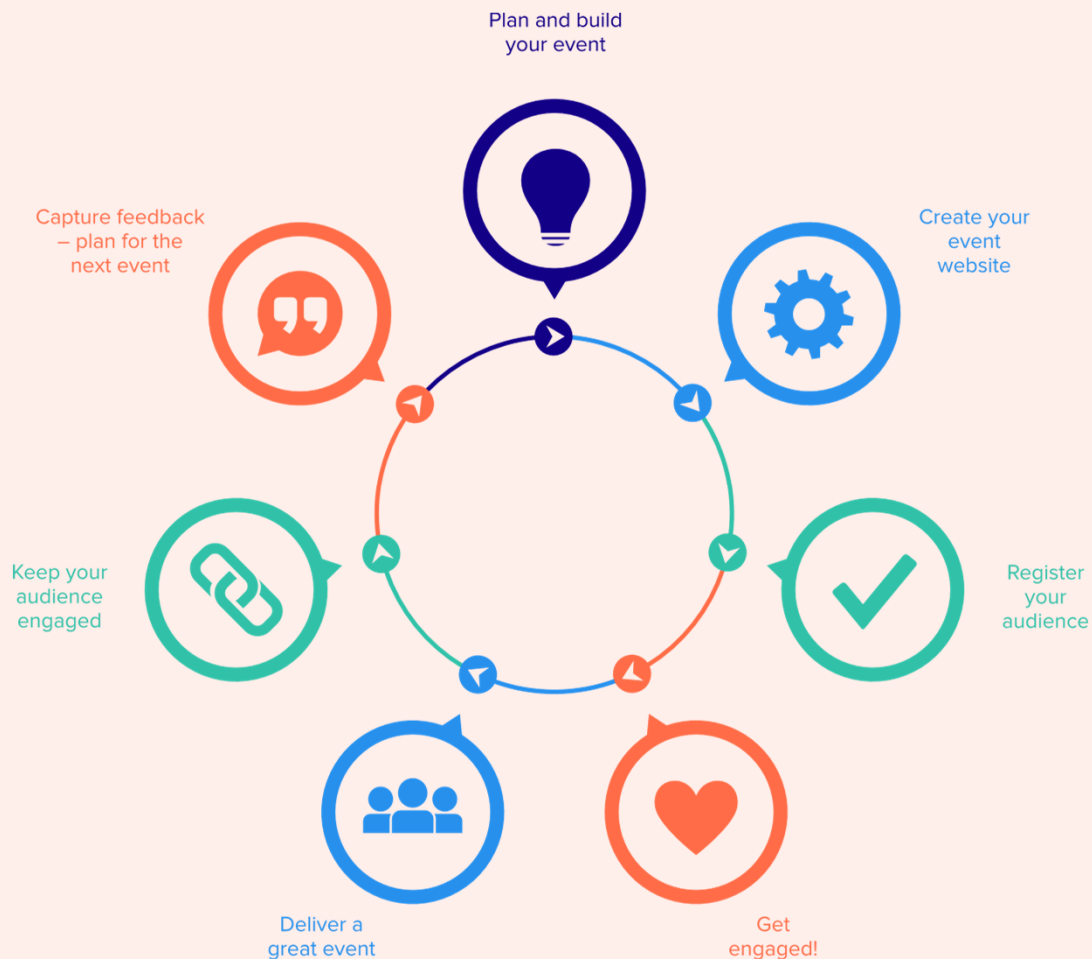 Plan and build
your event
Create your
event
website
Register
your
audience
Get
engaged!
Deliver a
great event
Keep your
audience
engaged
Capture feedback
– plan for the
next event